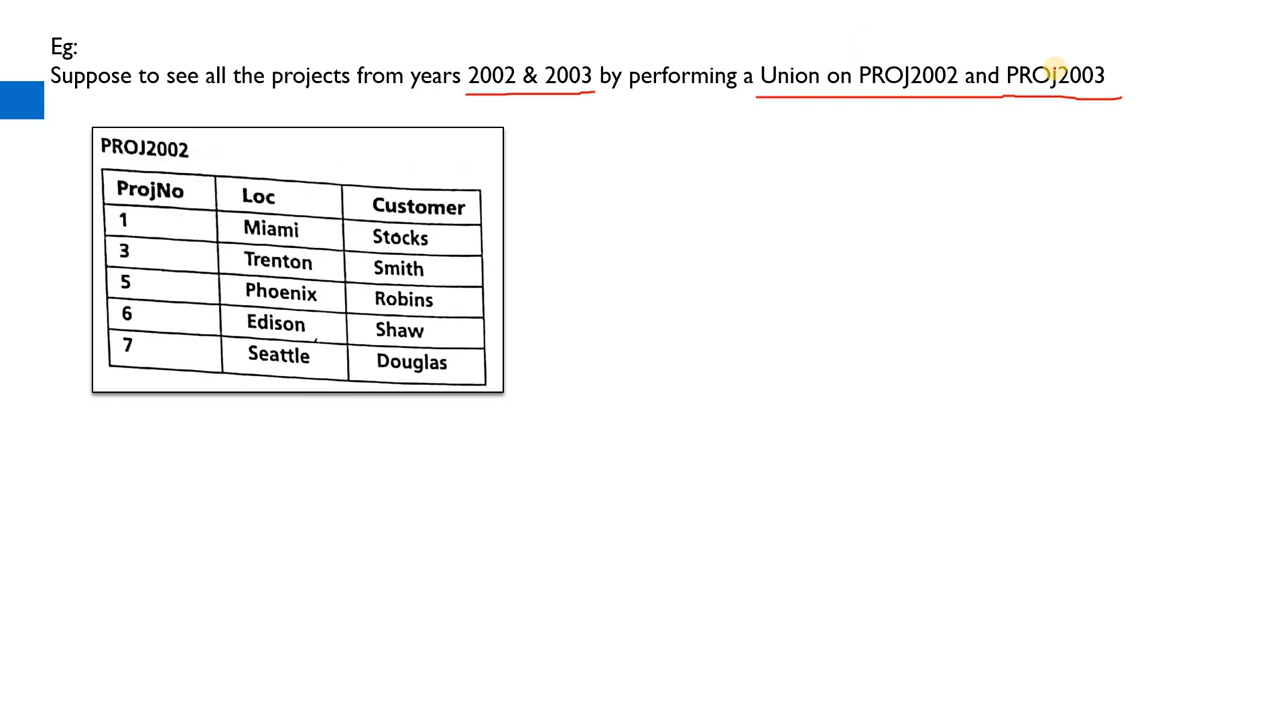 Eg:
Suppose to see all the projects from years 2002 & 2003 by performing a Union on PROJ2002 and PROj2003
PROJ2002
ProjNo Loc Customer
1 Miami Stocks
3 Trenton Smith
5 Phoenix Robins
6 Edison Shaw
7 Seattle Douglas